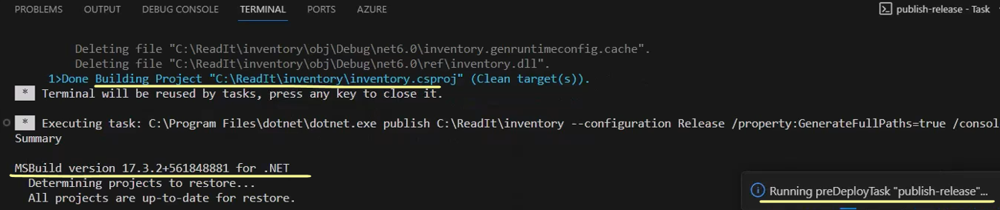 PROBLEMS OUTPUT DEBUG CONSOLE TERMINAL PORTS AZURE publish-release - Task
Deleting file "C:\ReadIt\inventory\obj\Debug\net6.0\inventory.genruntimeconfig.cache".
Deleting file "C:\ReadIt\inventory\obj\Debug\net6.0\ref\inventory.dll".
1>Done Building Project "C:\ReadIt\inventory\inventory.csproj" (Clean target(s)).
* Terminal will be reused by tasks, press any key to close it.
* Executing task: C:\Program Files\dotnet\dotnet.exe publish C:\ReadIt\inventory --configuration Release /property:GenerateFullPaths=true /consol
Summary
MSBuild version 17.3.2+561848881 for .NET
Determining projects to restore...
All projects are up-to-date for restore.
Running preDeployTask "publish-release"...